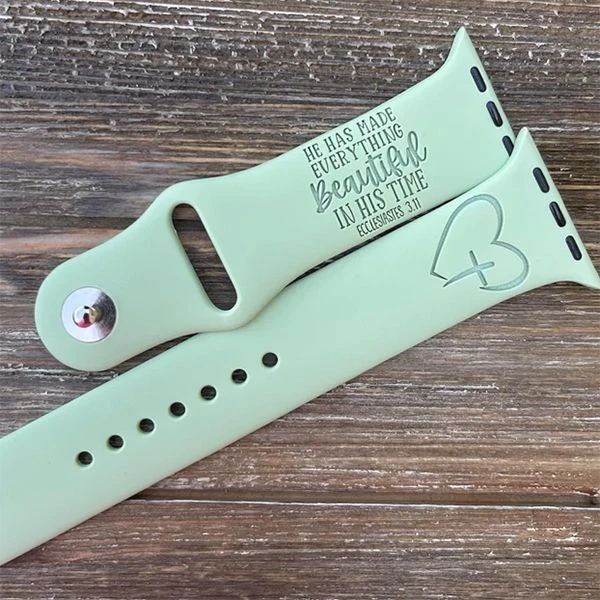 HE HAS MADE
EVERYTHING
Beautiful
IN HIS TIME
ECCLESIASTES 3.11